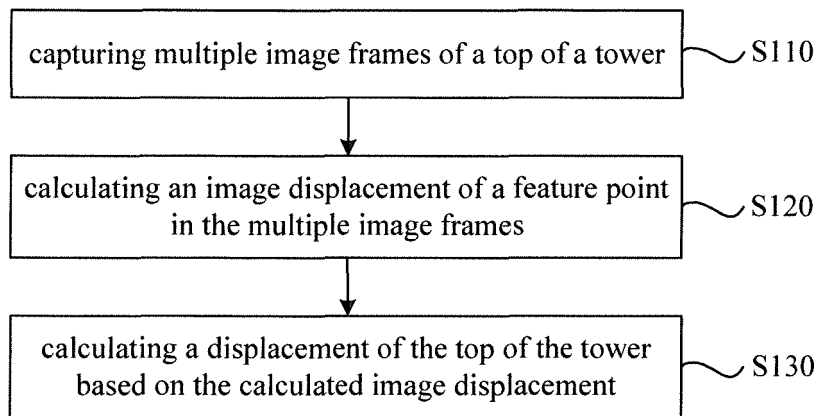 capturing multiple image frames of a top of a tower
S110
calculating an image displacement of a feature point
in the multiple image frames
S120
calculating a displacement of the top of the tower
based on the calculated image displacement
S130